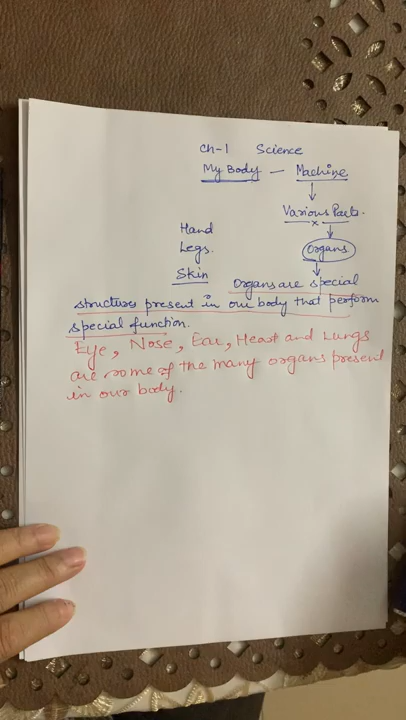 Ch-1 Science
My Body — Machine
Various Parts.
Hand
Legs.
Organs
Skin
Organs are special
structures present in our body that perform
special function.
Eye, Nose, Ear, Heart and Lungs
are some of the many organs present
in our body.